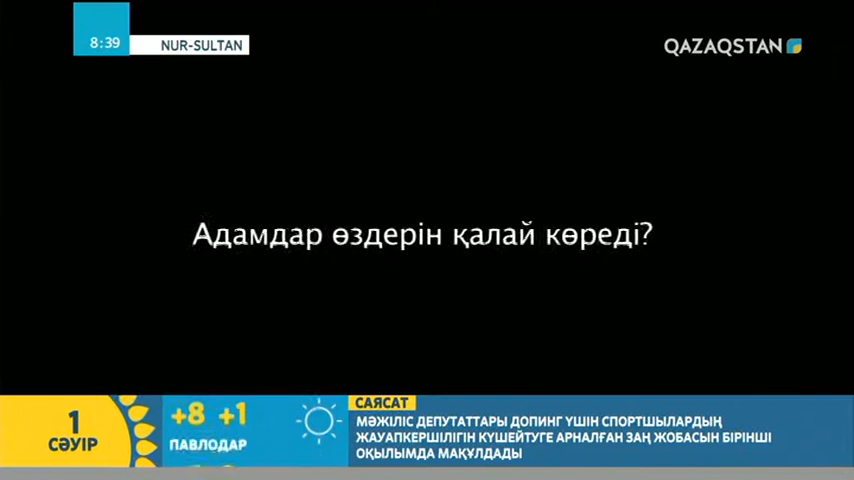 8:39
NUR-SULTAN
QAZAQSTAN
Адамдар өздерін қалай көреді?
1
СӘУІР
+8 +1
ПАВЛОДАР
САЯСАТ
МӘЖІЛІС ДЕПУТАТТАРЫ ДОПИНГ ҮШІН СПОРТШЫЛАРДЫҢ
ЖАУАПКЕРШІЛІГІН КҮШЕЙТУГЕ АРНАЛҒАН ЗАҢ ЖОБАСЫН БІРІНШІ
ОҚЫЛЫМДА МАҚҰЛДАДЫ